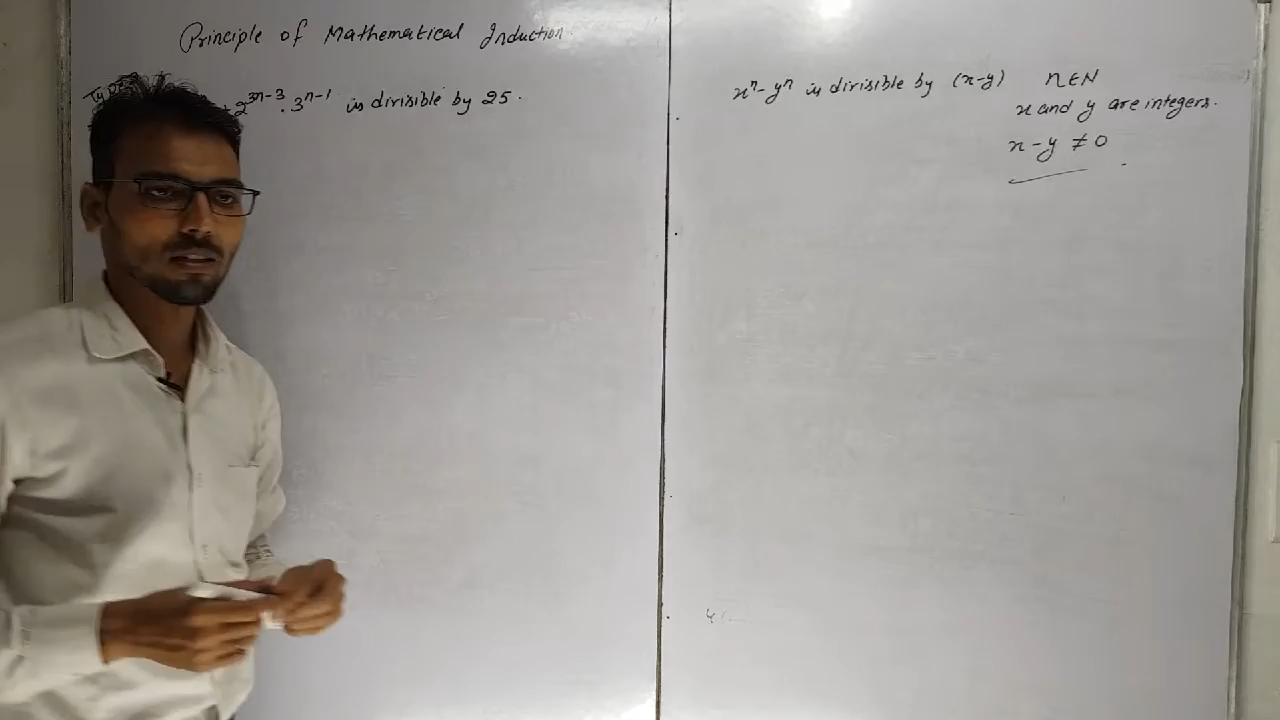 Principle of Mathematical Induction
+ 2^{3n-3} . 3^{n-1} is divisible by 25.
x^n - y^n is divisible by (x-y) n ∈ N
x and y are integers.
x - y ≠ 0